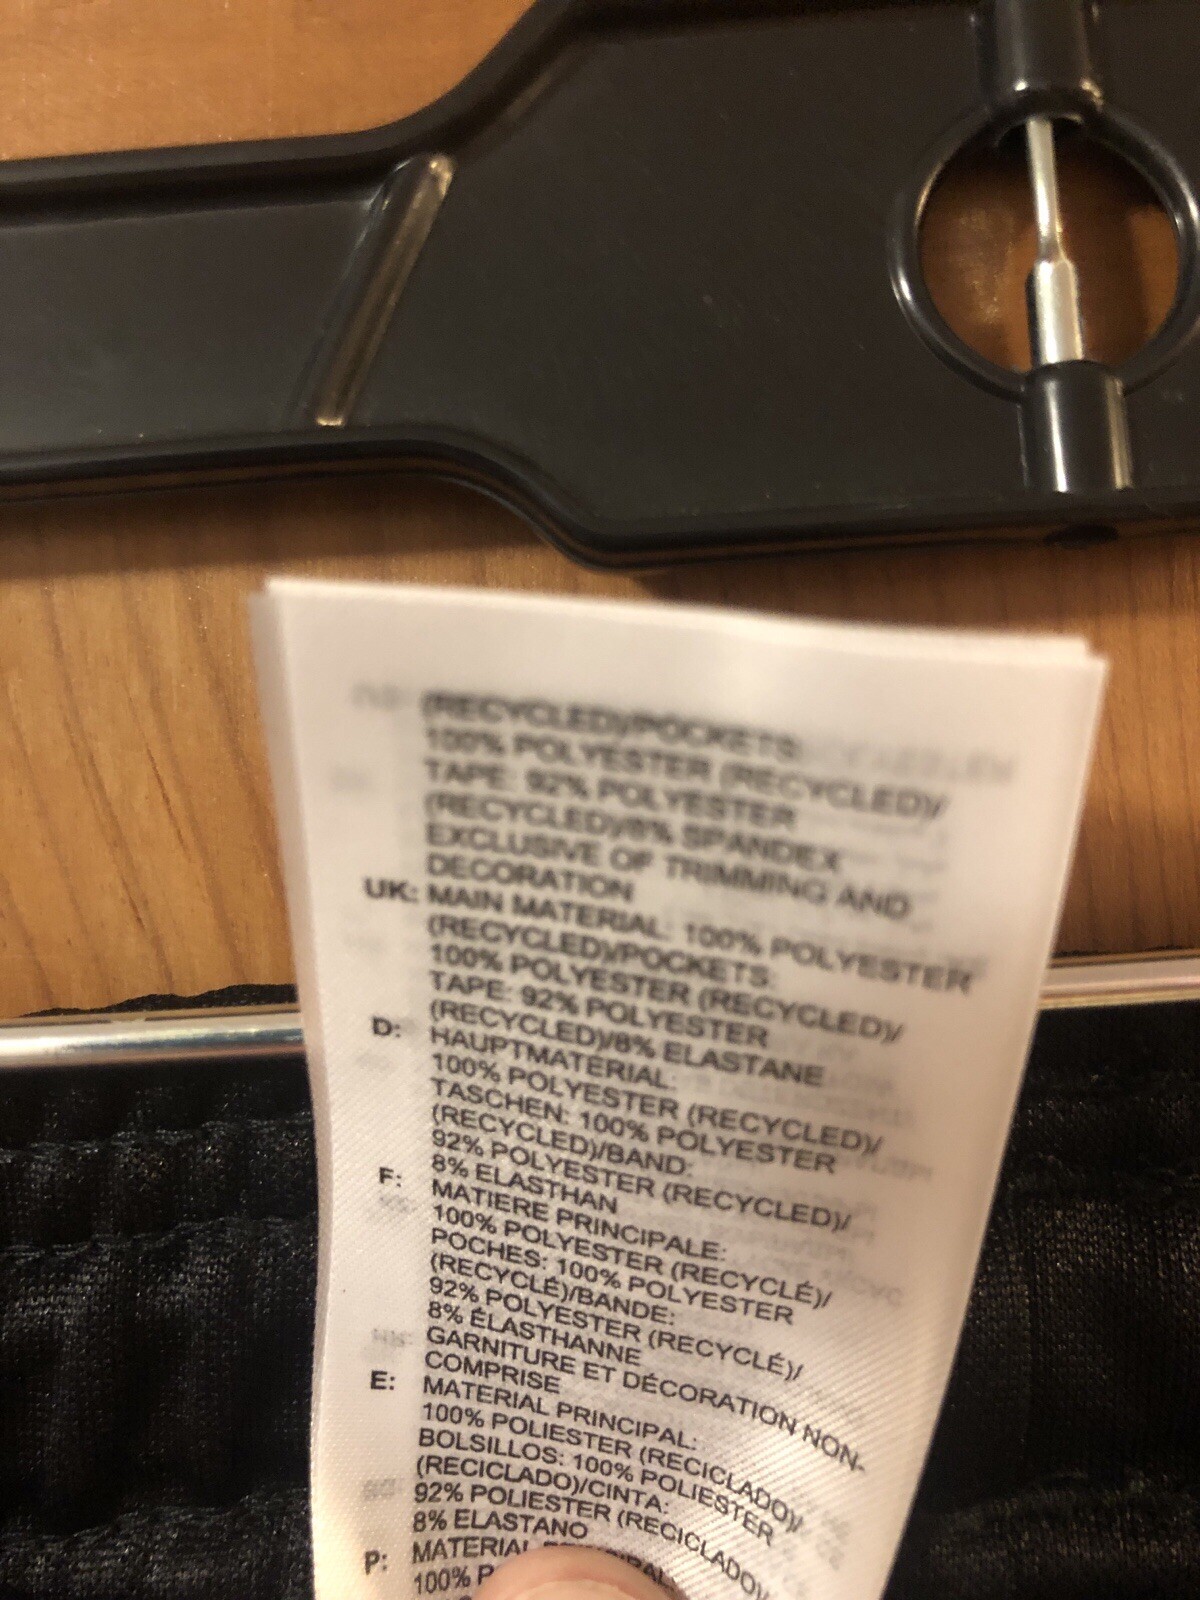 (RECYCLED)/POCKETS:
100% POLYESTER (RECYCLED)/
TAPE: 92% POLYESTER
(RECYCLED)/8% SPANDEX
EXCLUSIVE OF TRIMMING AND
DECORATION
UK: MAIN MATERIAL: 100% POLYESTER
(RECYCLED)/POCKETS:
100% POLYESTER (RECYCLED)/
TAPE: 92% POLYESTER
(RECYCLED)/8% ELASTANE
D: HAUPTMATERIAL:
100% POLYESTER (RECYCLED)/
TASCHEN: 100% POLYESTER
(RECYCLED)/BAND:
92% POLYESTER (RECYCLED)/
8% ELASTHAN
F: MATIERE PRINCIPALE:
100% POLYESTER (RECYCLÉ)/
POCHES: 100% POLYESTER
(RECYCLÉ)/BANDE:
92% POLYESTER (RECYCLÉ)/
8% ÉLASTHANNE
GARNITURE ET DÉCORATION NON-
COMPRISE
E: MATERIAL PRINCIPAL:
100% POLIESTER (RECICLADO)/
BOLSILLOS: 100% POLIESTER
(RECICLADO)/CINTA:
92% POLIESTER (RECICLADO)/
8% ELASTANO
P: MATERIAL
100% P